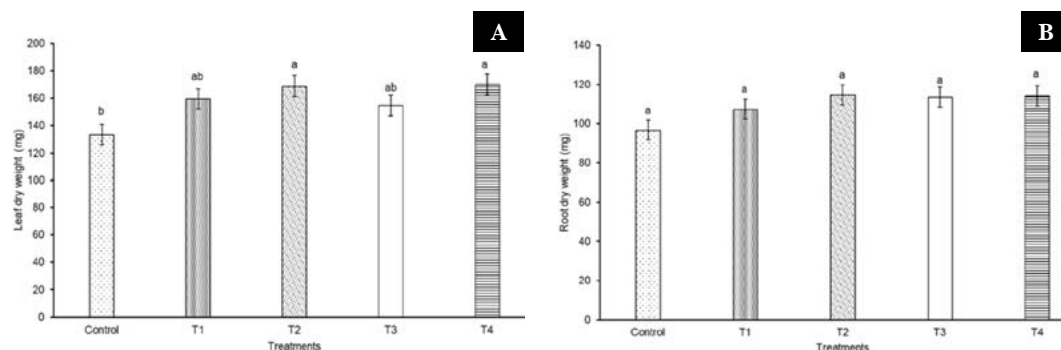 A
Leaf dry weight (mg)
200
180
160
140
120
100
80
60
40
20
0
b
ab
a
ab
a
Control T1 T2 T3 T4
Treatments
B
Root dry weight (mg)
140
120
100
80
60
40
20
0
a
a
a
a
a
Control T1 T2 T3 T4
Treatments